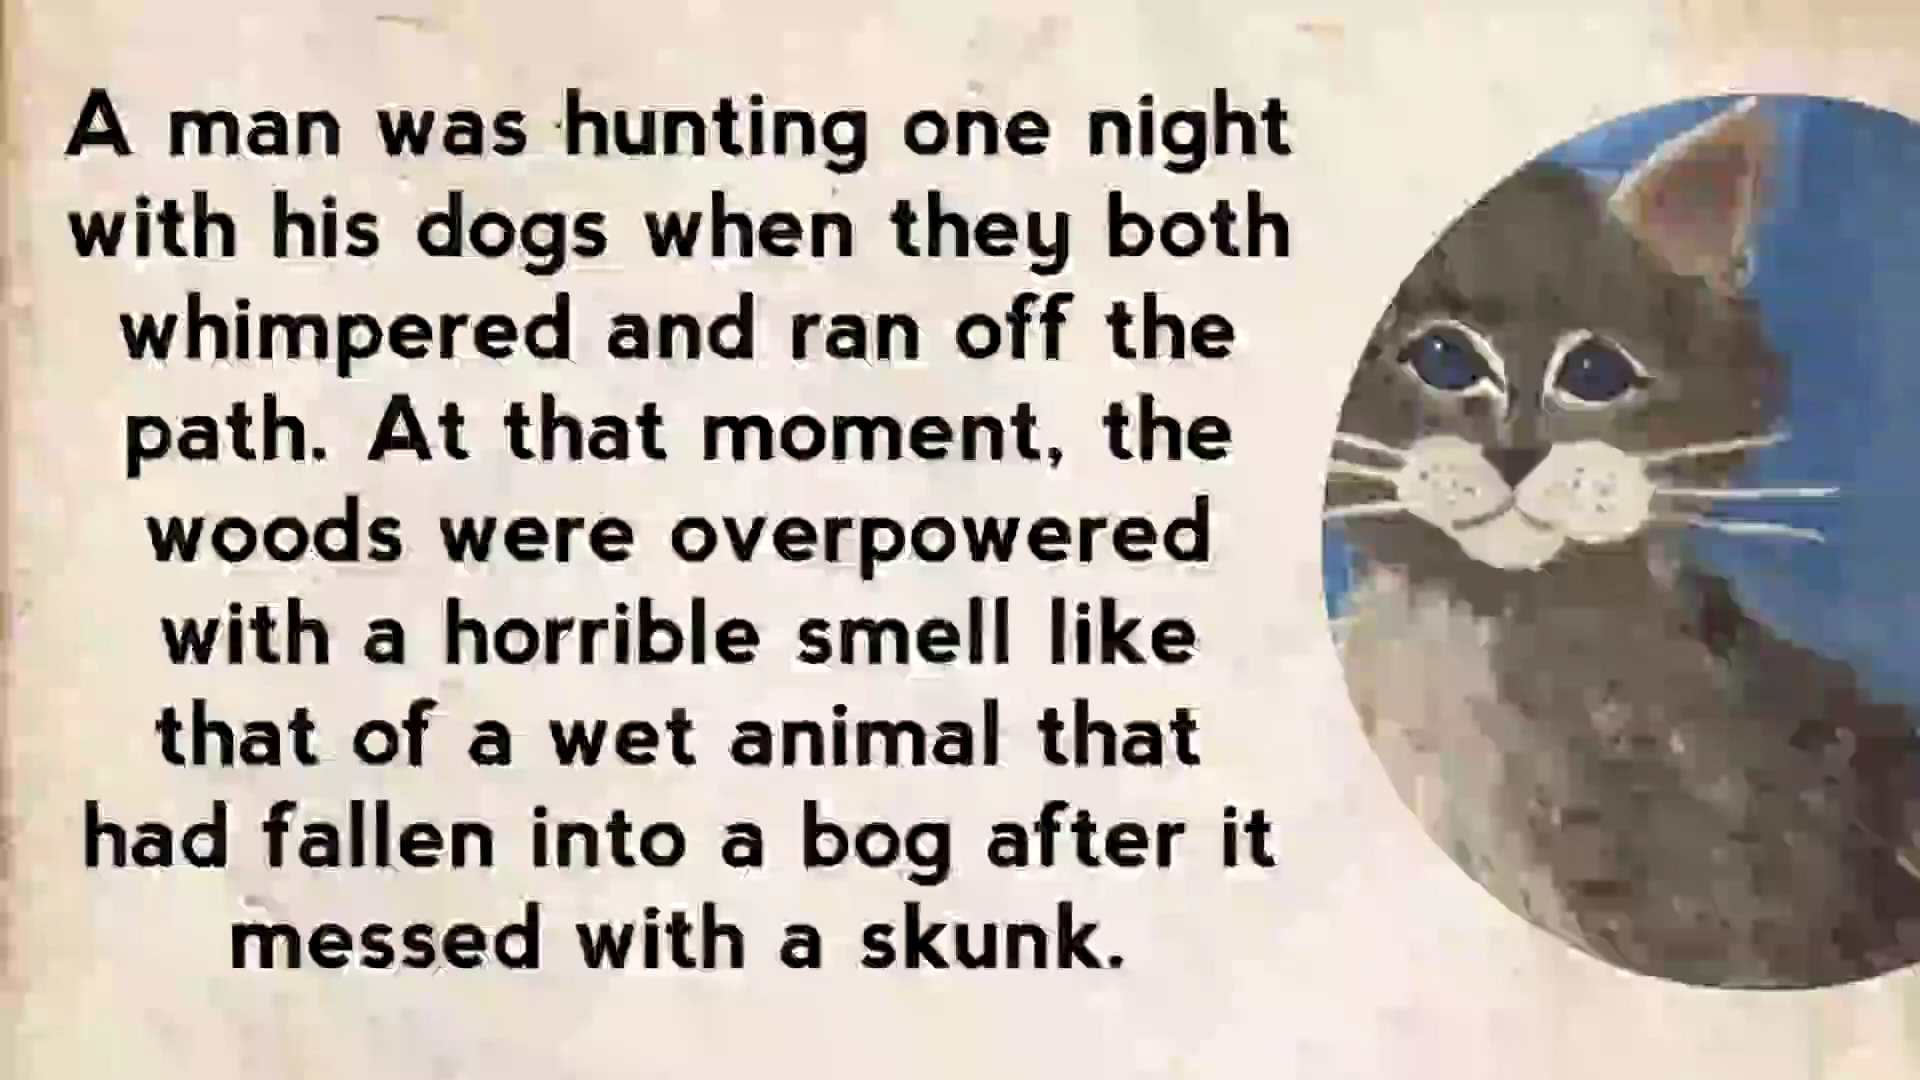 A man was hunting one night
with his dogs when they both
whimpered and ran off the
path. At that moment, the
woods were overpowered
with a horrible smell like
that of a wet animal that
had fallen into a bog after it
messed with a skunk.